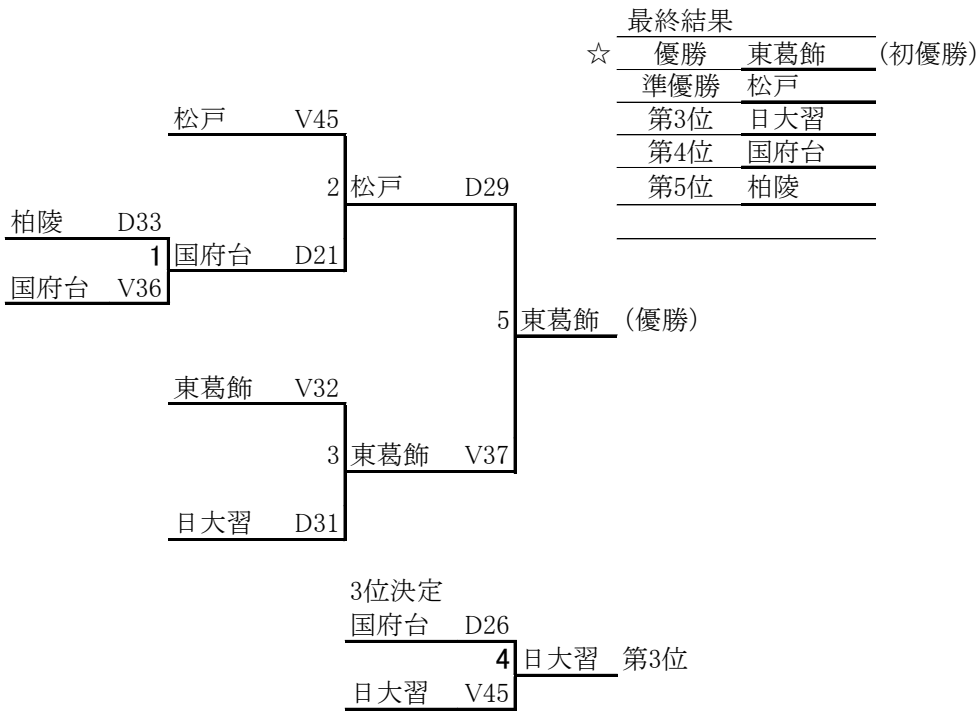 最終結果
☆ 優勝 東葛飾 (初優勝)
準優勝 松戸
第3位 日大習
第4位 国府台
第5位 柏陵
松戸 V45
2 松戸 D29
柏陵 D33
1 国府台 D21
国府台 V36
5 東葛飾 (優勝)
東葛飾 V32
3 東葛飾 V37
日大習 D31
3位決定
国府台 D26
4 日大習 第3位
日大習 V45